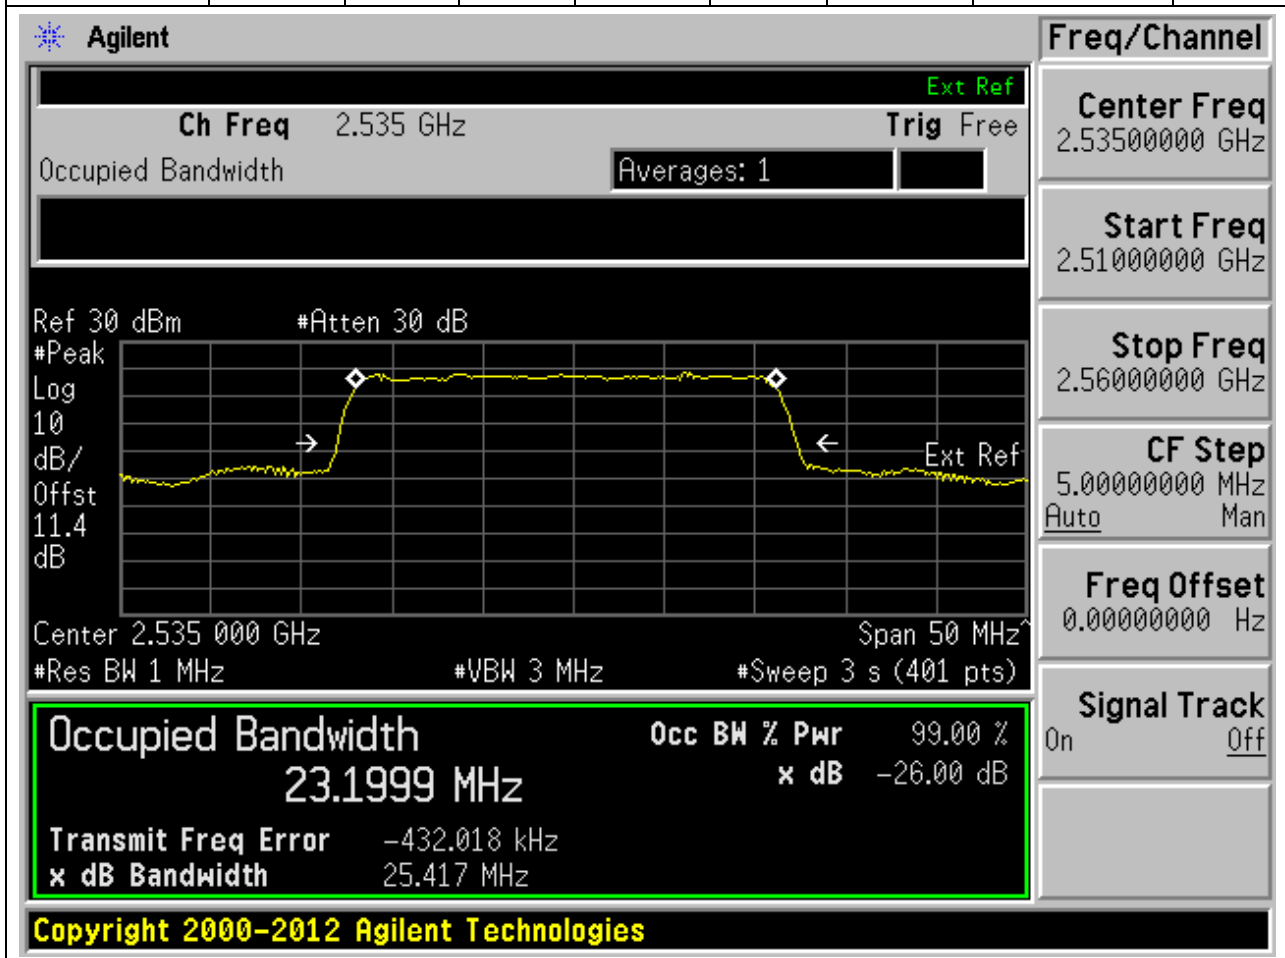 Agilent
Freq/Channel
Ext Ref
Ch Freq 2.535 GHz Trig Free
Occupied Bandwidth Averages: 1
Center Freq
2.53500000 GHz
Start Freq
2.51000000 GHz
Stop Freq
2.56000000 GHz
CF Step
5.00000000 MHz
Auto Man
Freq Offset
0.00000000 Hz
Signal Track
On Off
Ref 30 dBm #Atten 30 dB
#Peak
Log
10
dB/
Offst
11.4
dB
Ext Ref
Center 2.535 000 GHz Span 50 MHz^
#Res BW 1 MHz #VBW 3 MHz #Sweep 3 s (401 pts)
Occupied Bandwidth
23.1999 MHz
Occ BW % Pwr 99.00 %
x dB -26.00 dB
Transmit Freq Error -432.018 kHz
x dB Bandwidth 25.417 MHz
Copyright 2000-2012 Agilent Technologies